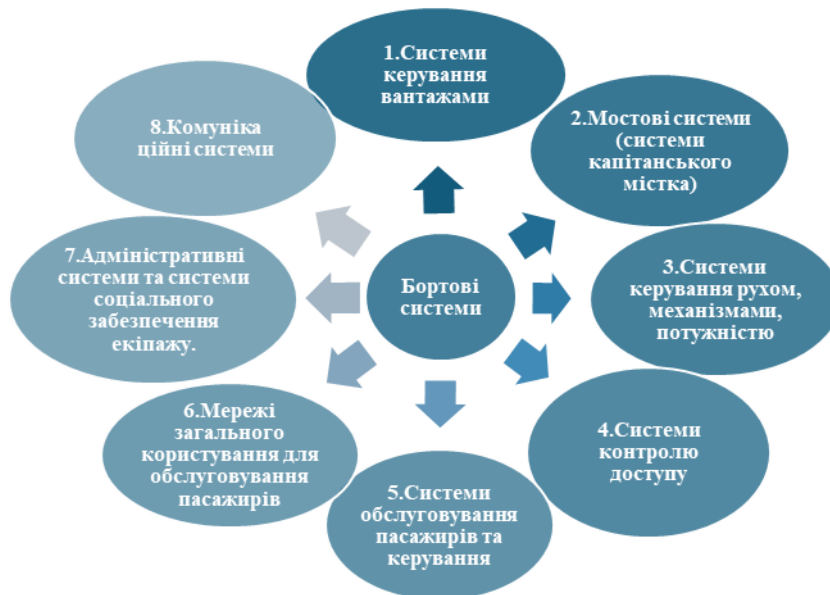 1.Системи
керування
вантажами
2.Мостові системи
(системи
капітанського
містка)
3.Системи
керування рухом,
механізмами,
потужністю
4.Системи
контролю
доступу
5.Системи
обслуговування
пасажирів та
керування
6.Мережі
загального
користування для
обслуговування
пасажирів
7.Адміністративні
системи та системи
соціального
забезпечення
екіпажу.
8.Комуніка
ційні системи
Бортові
системи